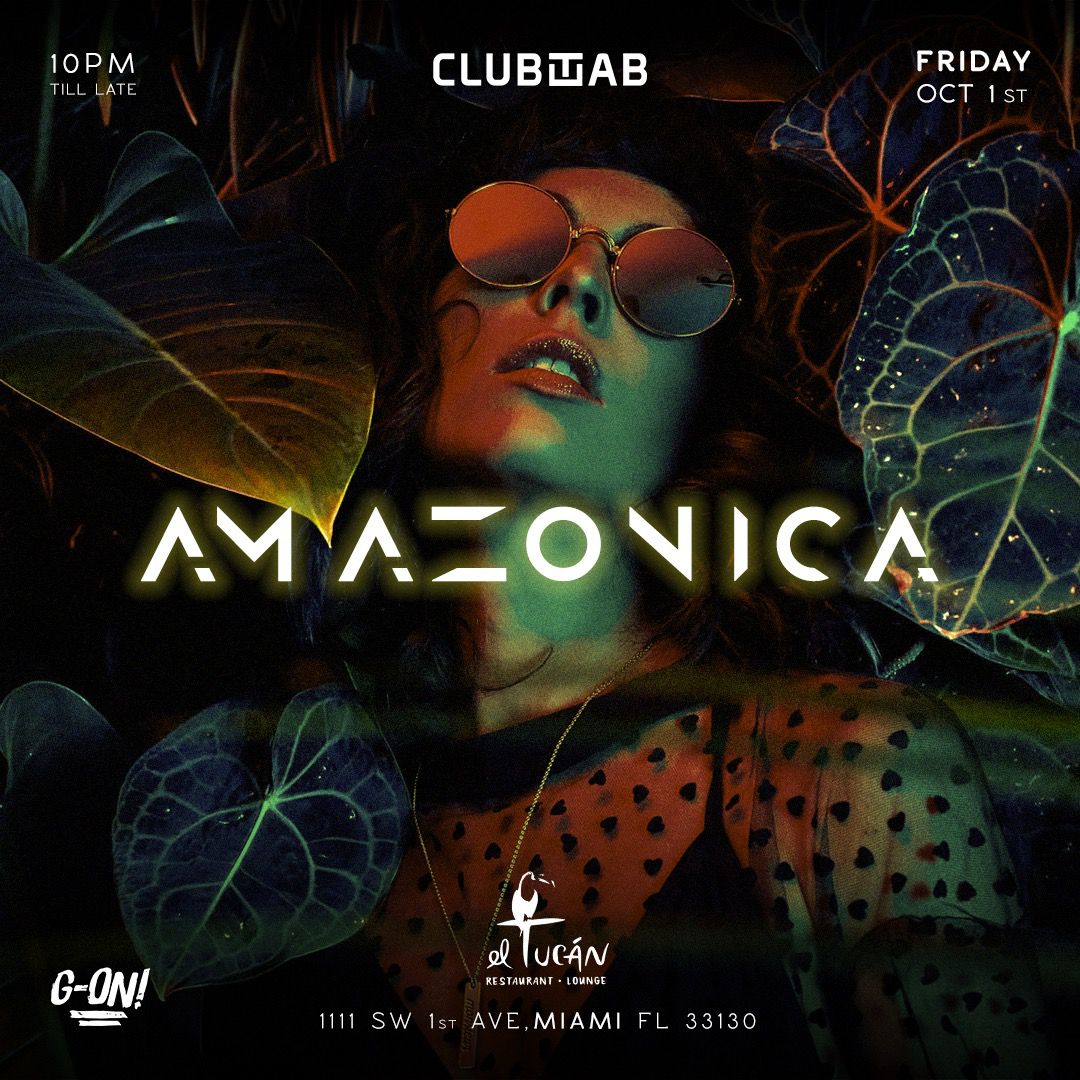 10PM
TILL LATE
CLUBTAB
FRIDAY
OCT 1ST
AMAZONICA
el Tucán
RESTAURANT • LOUNGE
G-ON!
1111 SW 1ST AVE, MIAMI FL 33130